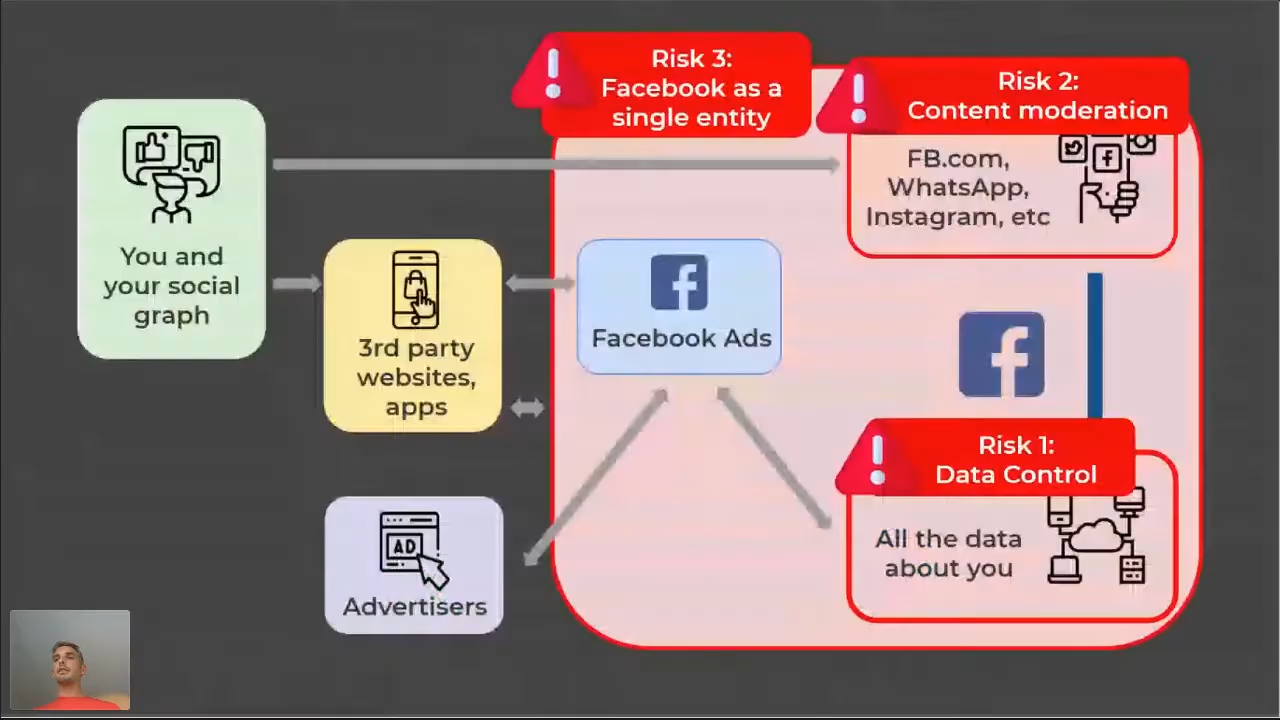 Risk 3:
Facebook as a
single entity
Risk 2:
Content moderation
FB.com,
WhatsApp,
Instagram, etc
You and
your social
graph
3rd party
websites,
apps
Facebook Ads
Risk 1:
Data Control
All the data
about you
AD
Advertisers